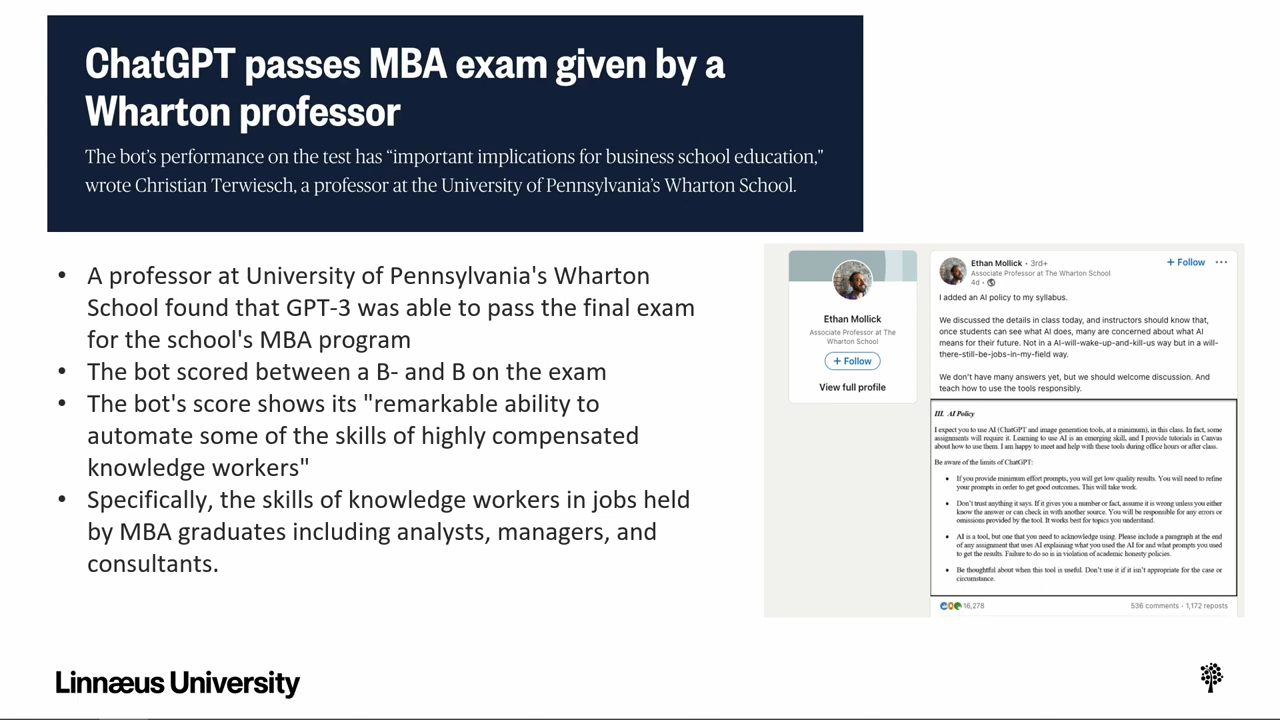 ChatGPT passes MBA exam given by a
Wharton professor
The bot's performance on the test has “important implications for business school education,"
wrote Christian Terwiesch, a professor at the University of Pennsylvania's Wharton School.
• A professor at University of Pennsylvania's Wharton
School found that GPT-3 was able to pass the final exam
for the school's MBA program
• The bot scored between a B- and B on the exam
• The bot's score shows its "remarkable ability to
automate some of the skills of highly compensated
knowledge workers"
• Specifically, the skills of knowledge workers in jobs held
by MBA graduates including analysts, managers, and
consultants.
Ethan Mollick
Associate Professor at The
Wharton School
+ Follow
View full profile
Ethan Mollick • 3rd+
+ Follow ···
Associate Professor at The Wharton School
4d •
I added an AI policy to my syllabus.
We discussed the details in class today, and instructors should know that,
once students can see what AI does, many are concerned about what AI
means for their future. Not in a AI-will-wake-up-and-kill-us way but in a will-
there-still-be-jobs-in-my-field way.
We don't have many answers yet, but we should welcome discussion. And
teach how to use the tools responsibly.
III. AI Policy
I expect you to use AI (ChatGPT and image generation tools, at a minimum), in this class. In fact, some
assignments will require it. Learning to use AI is an emerging skill, and I provide tutorials in Canvas
about how to use them. I am happy to meet and help with these tools during office hours or after class.
Be aware of the limits of ChatGPT:
• If you provide minimum effort prompts, you will get low quality results. You will need to refine
your prompts in order to get good outcomes. This will take work.
• Don't trust anything it says. If it gives you a number or fact, assume it is wrong unless you either
know the answer or can check in with another source. You will be responsible for any errors or
omissions provided by the tool. It works best for topics you understand.
• AI is a tool, but one that you need to acknowledge using. Please include a paragraph at the end
of any assignment that uses AI explaining what you used the AI for and what prompts you used
to get the results. Failure to do so is in violation of academic honesty policies.
• Be thoughtful about when this tool is useful. Don't use it if it isn't appropriate for the case or
circumstance.
16,278
536 comments • 1,172 reposts
Linnæus University